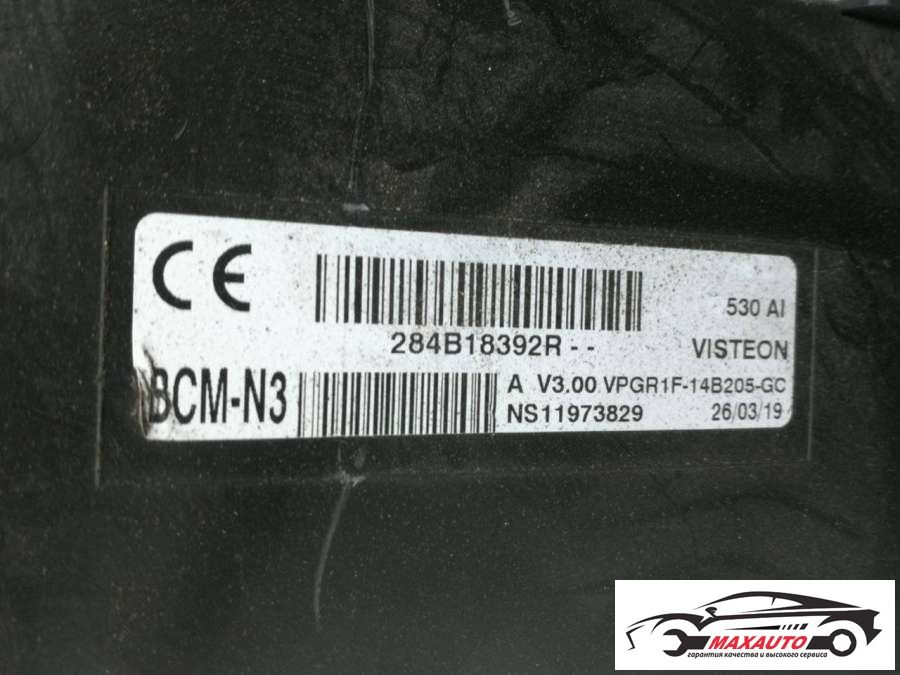 CE
530 AI
284B18392R - -
VISTEON
BCM-N3
A V3.00 VPGR1F-14B205-GC
NS11973829
26/03/19
MAXAUTO
гарантия качества и высокого сервиса